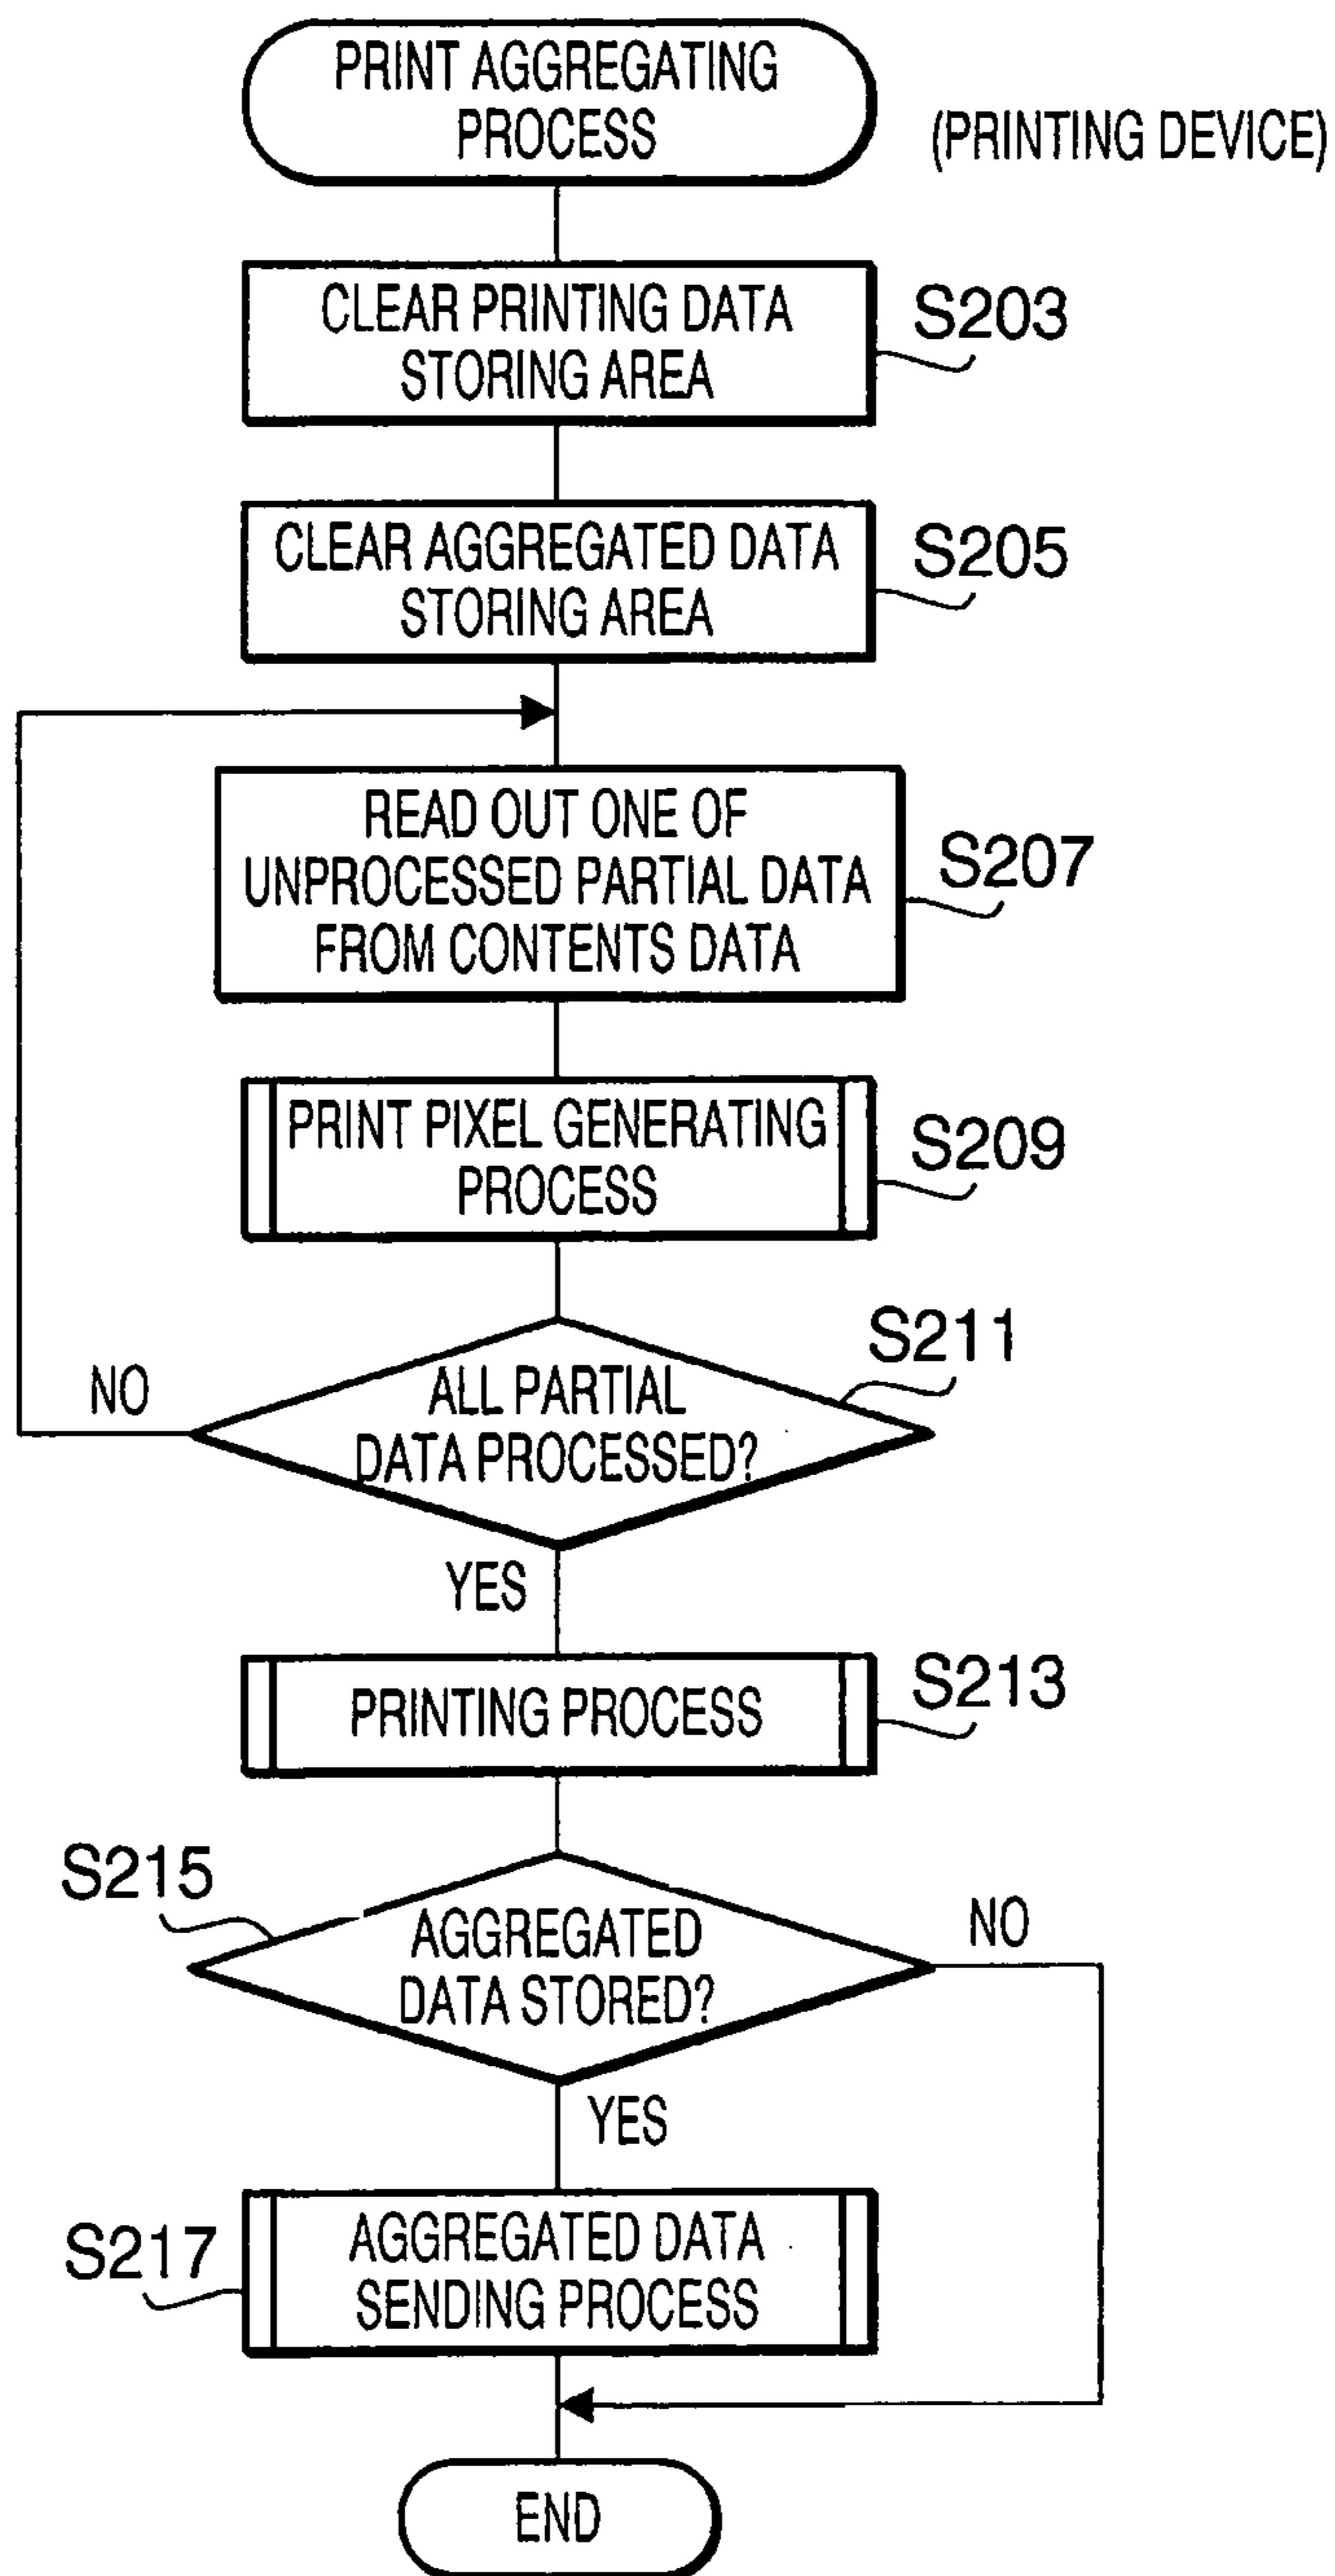 PRINT AGGREGATING
PROCESS
(PRINTING DEVICE)
CLEAR PRINTING DATA
STORING AREA
S203
CLEAR AGGREGATED DATA
STORING AREA
S205
READ OUT ONE OF
UNPROCESSED PARTIAL DATA
FROM CONTENTS DATA
S207
PRINT PIXEL GENERATING
PROCESS
S209
S211
ALL PARTIAL
DATA PROCESSED?
NO
YES
PRINTING PROCESS
S213
S215
AGGREGATED
DATA STORED?
NO
YES
S217
AGGREGATED DATA
SENDING PROCESS
END